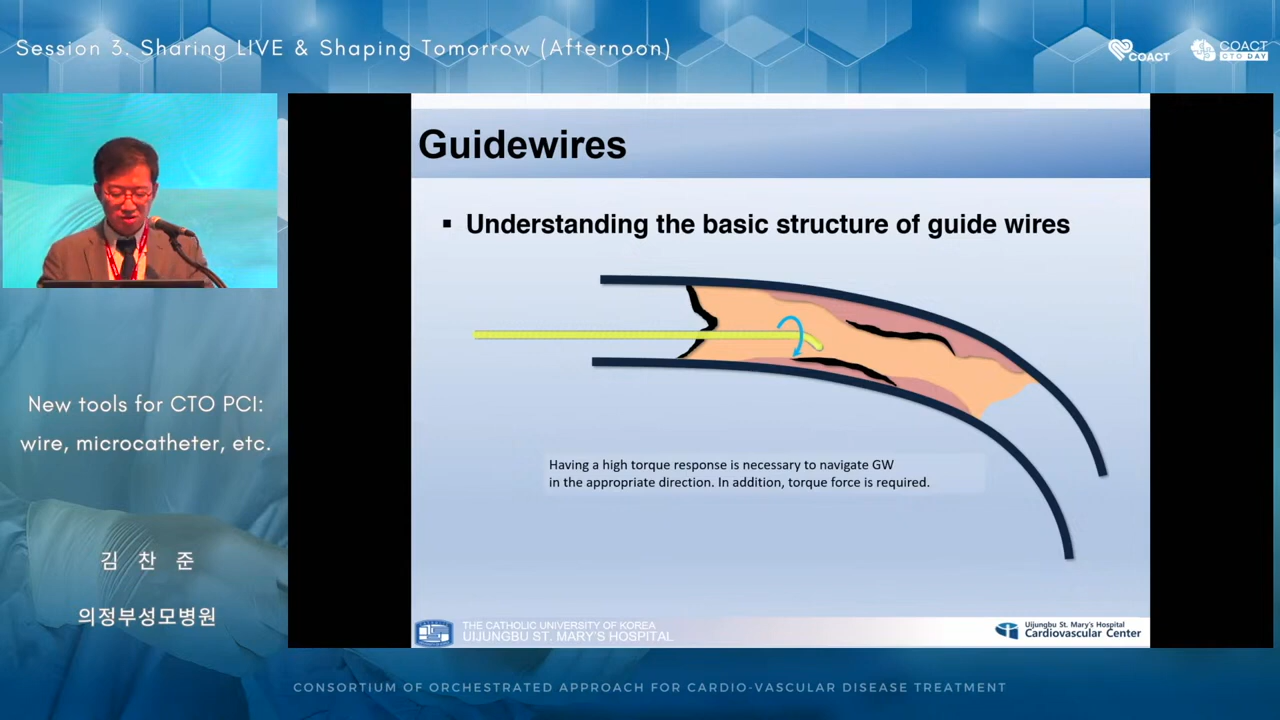 Session 3. Sharing LIVE & Shaping Tomorrow (Afternoon)
COACT
COACT
CTO DAY
Guidewires
▪ Understanding the basic structure of guide wires
Having a high torque response is necessary to navigate GW
in the appropriate direction. In addition, torque force is required.
New tools for CTO PCI:
wire, microcatheter, etc.
김 찬 준
의정부성모병원
THE CATHOLIC UNIVERSITY OF KOREA
UIJUNGBU ST. MARY'S HOSPITAL
Uijungbu St. Mary's Hospital
Cardiovascular Center
CONSORTIUM OF ORCHESTRATED APPROACH FOR CARDIO-VASCULAR DISEASE TREATMENT